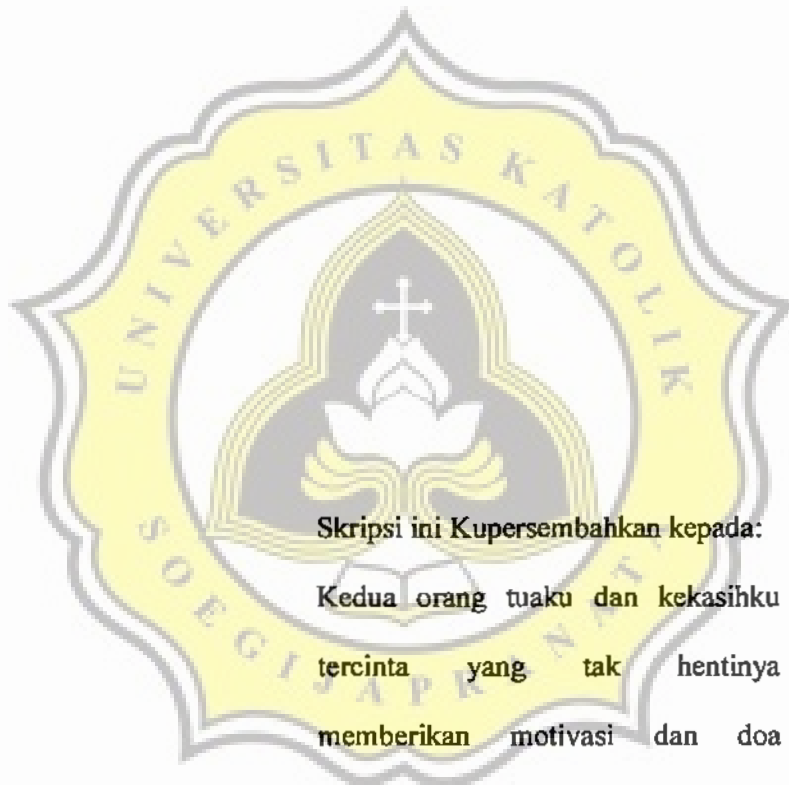 UNIVERSITAS KATOLIK
SOEGIJAPRANATA
Skripsi ini Kupersembahkan kepada:
Kedua orang tuaku dan kekasihku
tercinta yang tak hentinya
memberikan motivasi dan doa